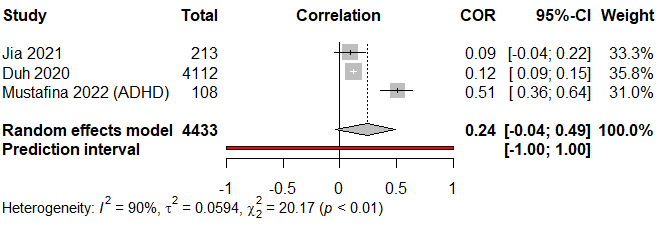 Study Total Correlation COR 95%-CI Weight
Jia 2021 213 0.09 [-0.04; 0.22] 33.3%
Duh 2020 4112 0.12 [ 0.09; 0.15] 35.8%
Mustafina 2022 (ADHD) 108 0.51 [ 0.36; 0.64] 31.0%
Random effects model 4433 0.24 [-0.04; 0.49] 100.0%
Prediction interval [-1.00; 1.00]
-1 -0.5 0 0.5 1
Heterogeneity: I² = 90%, τ² = 0.0594, χ²₂ = 20.17 (p < 0.01)